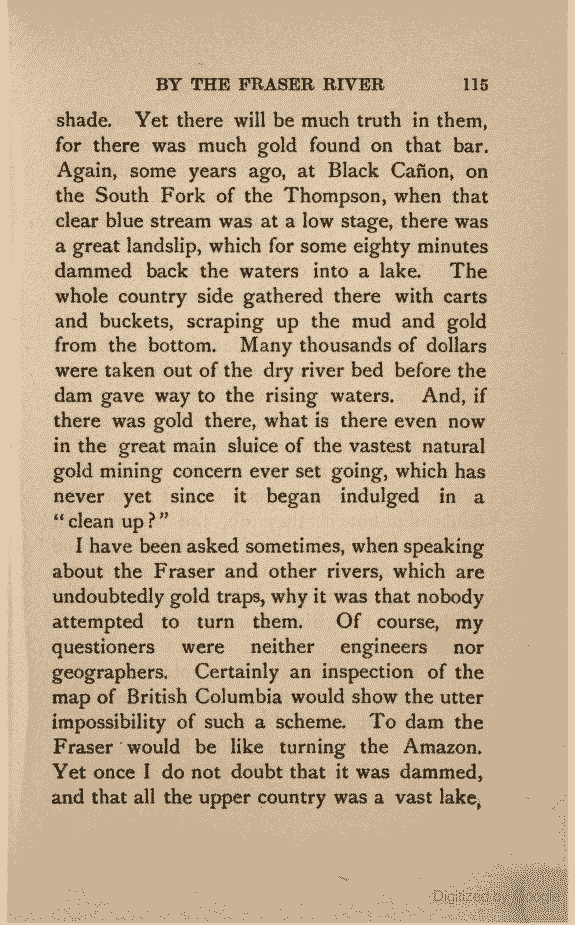 BY THE FRASER RIVER 115
shade. Yet there will be much truth in them,
for there was much gold found on that bar.
Again, some years ago, at Black Cañon, on
the South Fork of the Thompson, when that
clear blue stream was at a low stage, there was
a great landslip, which for some eighty minutes
dammed back the waters into a lake. The
whole country side gathered there with carts
and buckets, scraping up the mud and gold
from the bottom. Many thousands of dollars
were taken out of the dry river bed before the
dam gave way to the rising waters. And, if
there was gold there, what is there even now
in the great main sluice of the vastest natural
gold mining concern ever set going, which has
never yet since it began indulged in a
“clean up?”
I have been asked sometimes, when speaking
about the Fraser and other rivers, which are
undoubtedly gold traps, why it was that nobody
attempted to turn them. Of course, my
questioners were neither engineers nor
geographers. Certainly an inspection of the
map of British Columbia would show the utter
impossibility of such a scheme. To dam the
Fraser would be like turning the Amazon.
Yet once I do not doubt that it was dammed,
and that all the upper country was a vast lake,
Digitized by Google